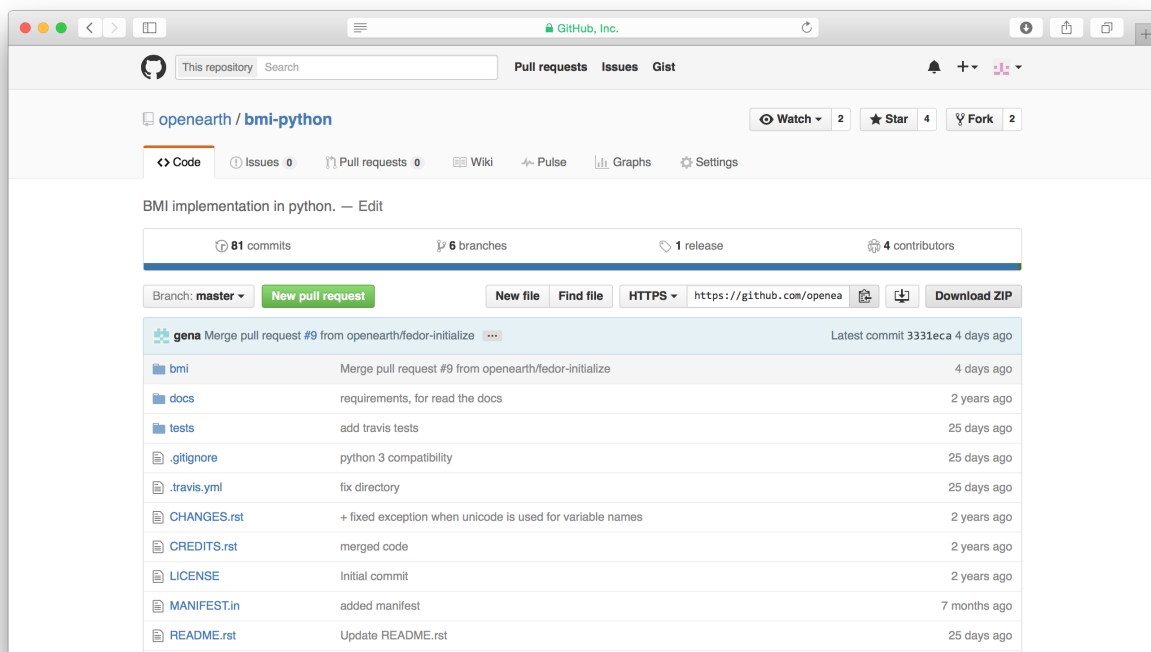 GitHub, Inc.
This repository Search Pull requests Issues Gist
openearth / bmi-python Watch 2 Star 4 Fork 2
Code Issues 0 Pull requests 0 Wiki Pulse Graphs Settings
BMI implementation in python. — Edit
81 commits 6 branches 1 release 4 contributors
Branch: master New pull request New file Find file HTTPS https://github.com/openea Download ZIP
gena Merge pull request #9 from openearth/fedor-initialize ... Latest commit 3331eca 4 days ago
bmi Merge pull request #9 from openearth/fedor-initialize 4 days ago
docs requirements, for read the docs 2 years ago
tests add travis tests 25 days ago
.gitignore python 3 compatibility 25 days ago
.travis.yml fix directory 25 days ago
CHANGES.rst + fixed exception when unicode is used for variable names 2 years ago
CREDITS.rst merged code 2 years ago
LICENSE Initial commit 2 years ago
MANIFEST.in added manifest 7 months ago
README.rst Update README.rst 25 days ago